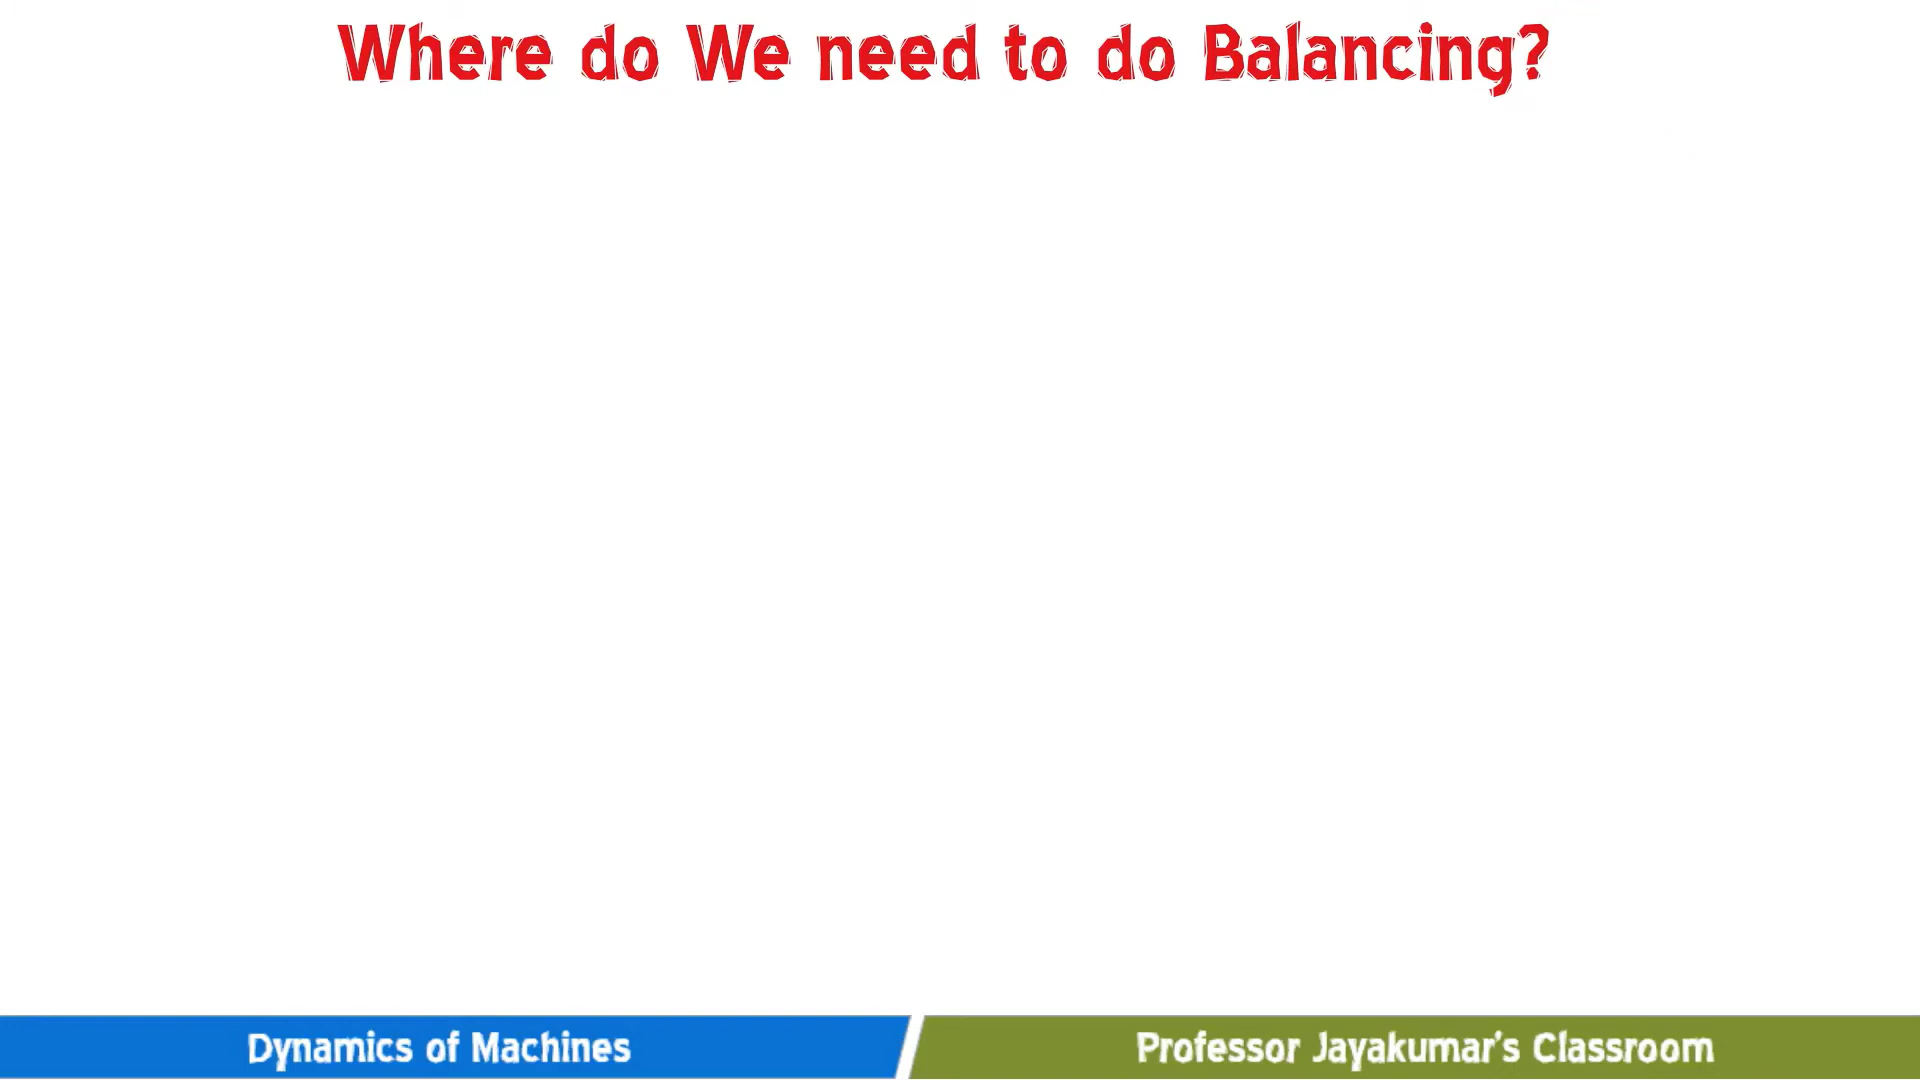 Where do We need to do Balancing?
Dynamics of Machines
Professor Jayakumar's Classroom